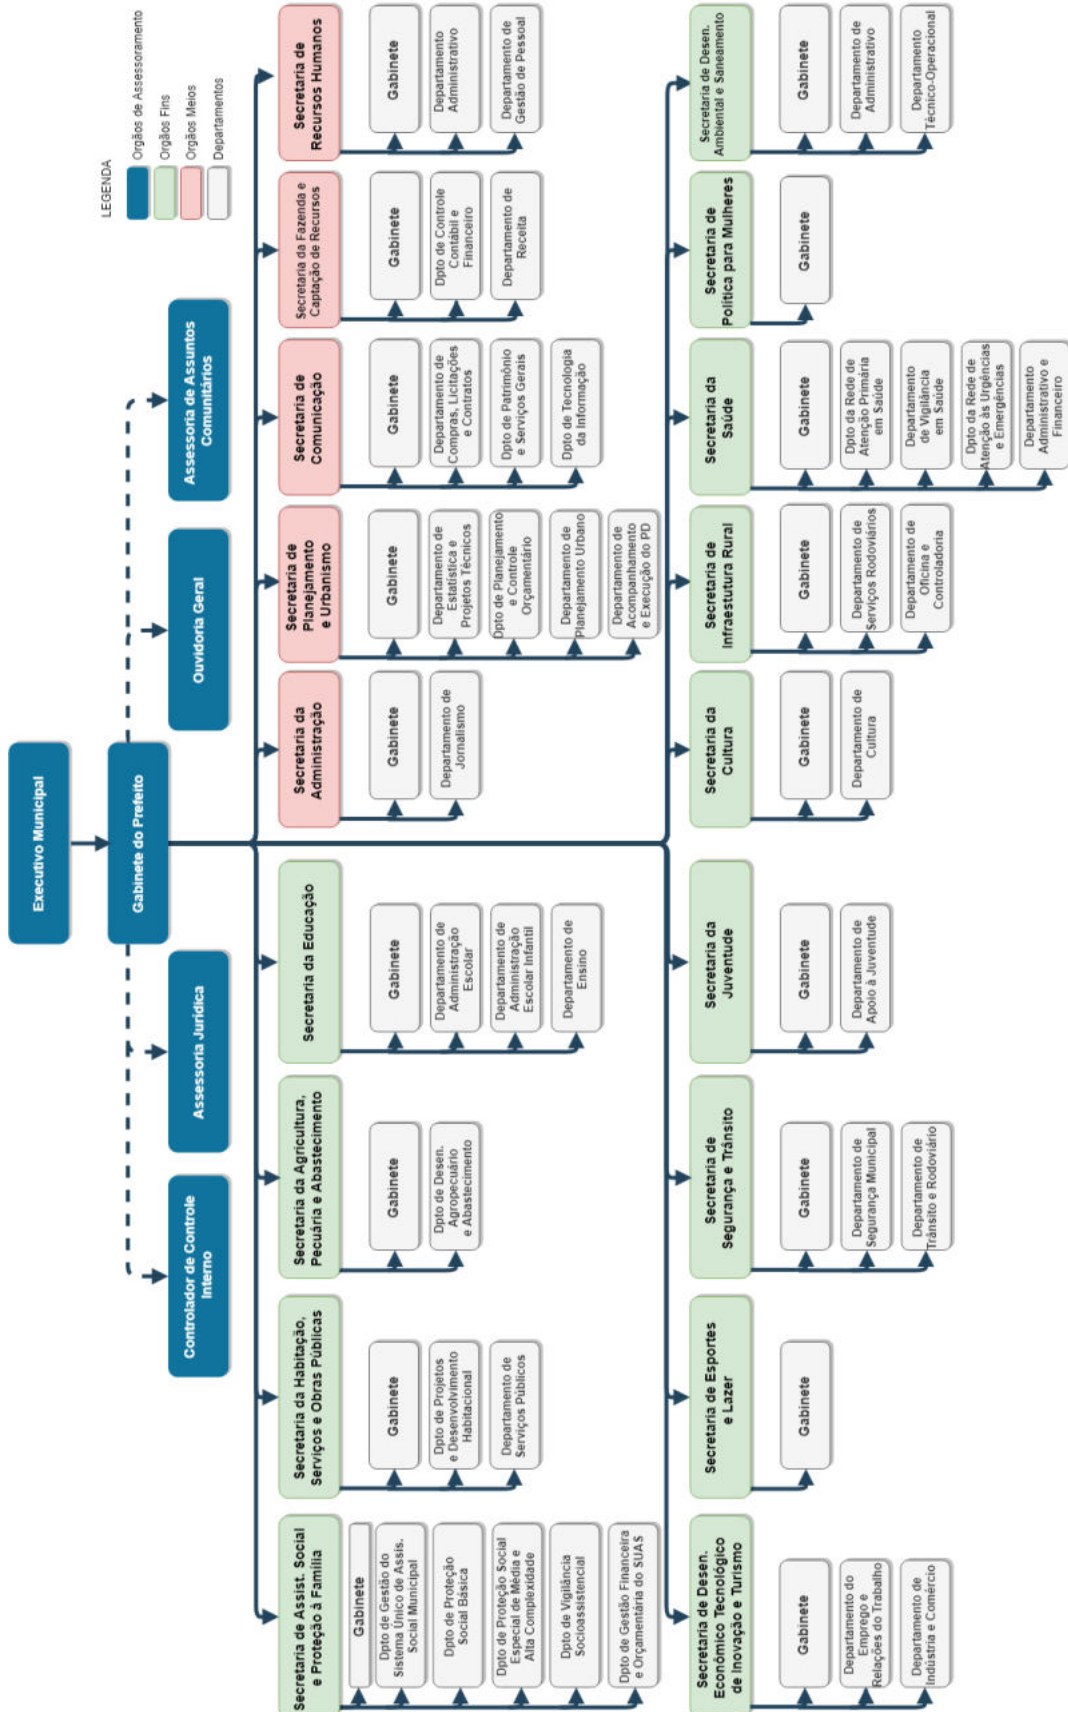 LEGENDA
Orgãos de Assessoramento
Orgãos Fins
Orgãos Meios
Departamentos
Executivo Municipal
Gabinete do Prefeito
Controlador de Controle
Interno
Assessoria Jurídica
Ouvidoria Geral
Assessoria de Assuntos
Comunitários
Secretaria de Assist. Social
e Proteção à Família
Gabinete
Dpto de Gestão do
Sistema Único de Assis.
Social Municipal
Dpto de Proteção
Social Básica
Dpto de Proteção Social
Especial de Média e
Alta Complexidade
Dpto de Vigilância
Socioassistencial
Dpto de Gestão Financeira
e Orçamentária do SUAS
Secretaria da Habitação,
Serviços e Obras Públicas
Gabinete
Dpto de Projetos
e Desenvolvimento
Habitacional
Departamento de
Serviços Públicos
Secretaria da Agricultura,
Pecuária e Abastecimento
Gabinete
Dpto de Desen.
Agropecuário
e Abastecimento
Secretaria da Educação
Gabinete
Departamento de
Administração
Escolar
Departamento de
Administração
Escolar Infantil
Departamento de
Ensino
Secretaria da
Administração
Gabinete
Departamento de
Jornalismo
Secretaria de
Planejamento
e Urbanismo
Gabinete
Departamento de
Estatística e
Projetos Técnicos
Dpto de Planejamento
e Controle
Orçamentário
Departamento de
Planejamento Urbano
Departamento de
Acompanhamento
e Execução do PD
Secretaria de
Comunicação
Gabinete
Departamento de
Compras, Licitações
e Contratos
Dpto de Patrimônio
e Serviços Gerais
Dpto de Tecnologia
da Informação
Secretaria da Fazenda e
Captação de Recursos
Gabinete
Dpto de Controle
Contábil e
Financeiro
Departamento de
Receita
Secretaria de
Recursos Humanos
Gabinete
Departamento
Administrativo
Departamento de
Gestão de Pessoal
Secretaria de Desen.
Econômico Tecnológico
de Inovação e Turismo
Gabinete
Departamento do
Emprego e
Relações do Trabalho
Departamento de
Indústria e Comércio
Secretaria de Esportes
e Lazer
Gabinete
Secretaria de
Segurança e Trânsito
Gabinete
Departamento de
Segurança Municipal
Departamento de
Trânsito e Rodoviário
Secretaria da
Juventude
Gabinete
Departamento de
Apoio à Juventude
Secretaria da
Cultura
Gabinete
Departamento de
Cultura
Secretaria de
Infraestutura Rural
Gabinete
Departamento de
Serviços Rodoviários
Departamento de
Oficina e
Controladoria
Secretaria da
Saúde
Gabinete
Dpto da Rede de
Atenção Primária
em Saúde
Departamento
de Vigilância
em Saúde
Dpto da Rede de
Atenção às Urgências
e Emergências
Departamento
Administrativo e
Financeiro
Secretaria de
Política para Mulheres
Gabinete
Secretaria de Desen.
Ambiental e Saneamento
Gabinete
Departamento de
Administrativo
Departamento
Técnico-Operacional